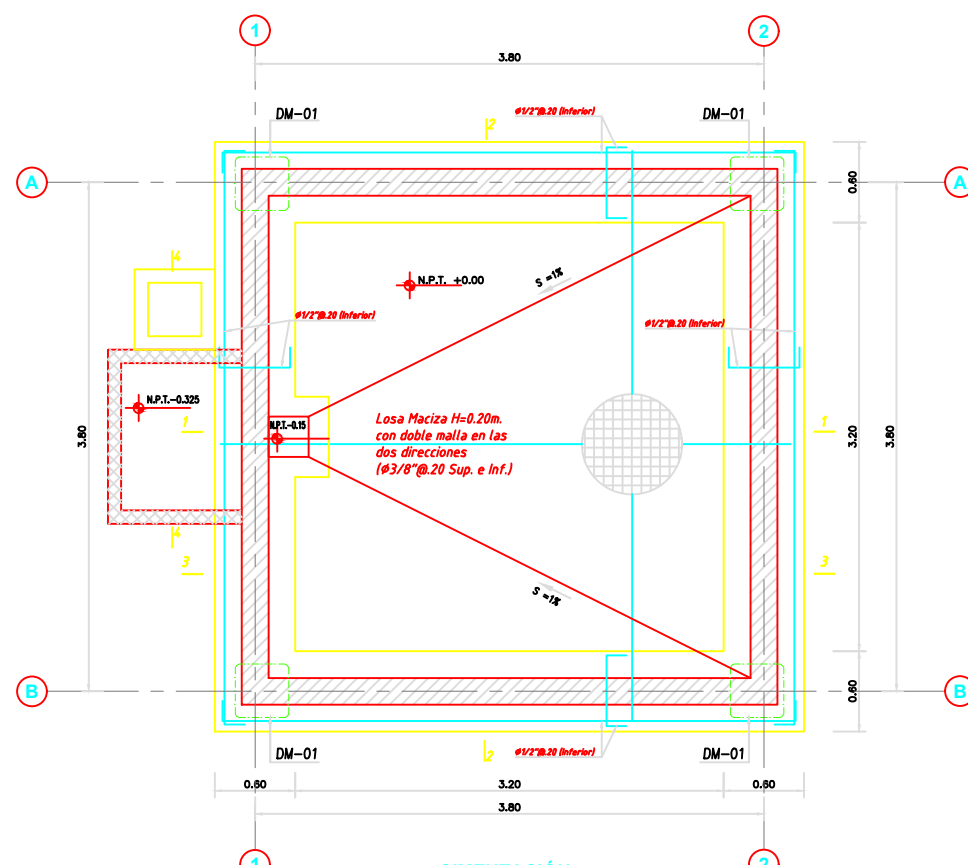 1
2
3.80
Ø1/2"@.20 (Inferior)
DM-01
DM-01
2
A
A
0.60
4
N.P.T. +0.00
S =1%
Ø1/2"@.20 (Inferior)
Ø1/2"@.20 (Inferior)
N.P.T.-0.325
1
N.P.T.-0.15
Losa Maciza H=0.20m.
con doble malla en las
dos direcciones
(Ø3/8"@.20 Sup. e Inf.)
1
3.80
3.20
3.80
4
3
3
S =1%
B
B
0.60
DM-01
2
Ø1/2"@.20 (Inferior)
DM-01
0.60
3.20
0.60
3.80
1
2